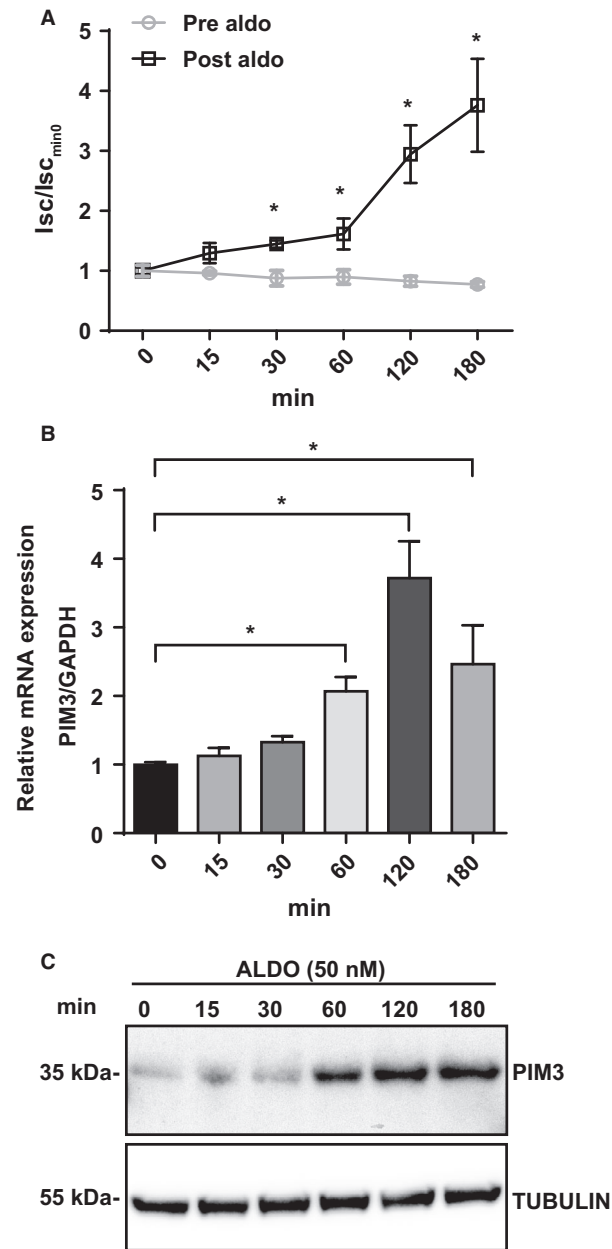 A
Pre aldo
Post aldo
Isc/Isc min0
5
4
3
2
1
0
* * * *
0 15 30 60 120 180
min
B
Relative mRNA expression
PIM3/GAPDH
5
4
3
2
1
0
*
*
*
0 15 30 60 120 180
min
C
ALDO (50 nM)
min 0 15 30 60 120 180
35 kDa- PIM3
55 kDa- TUBULIN